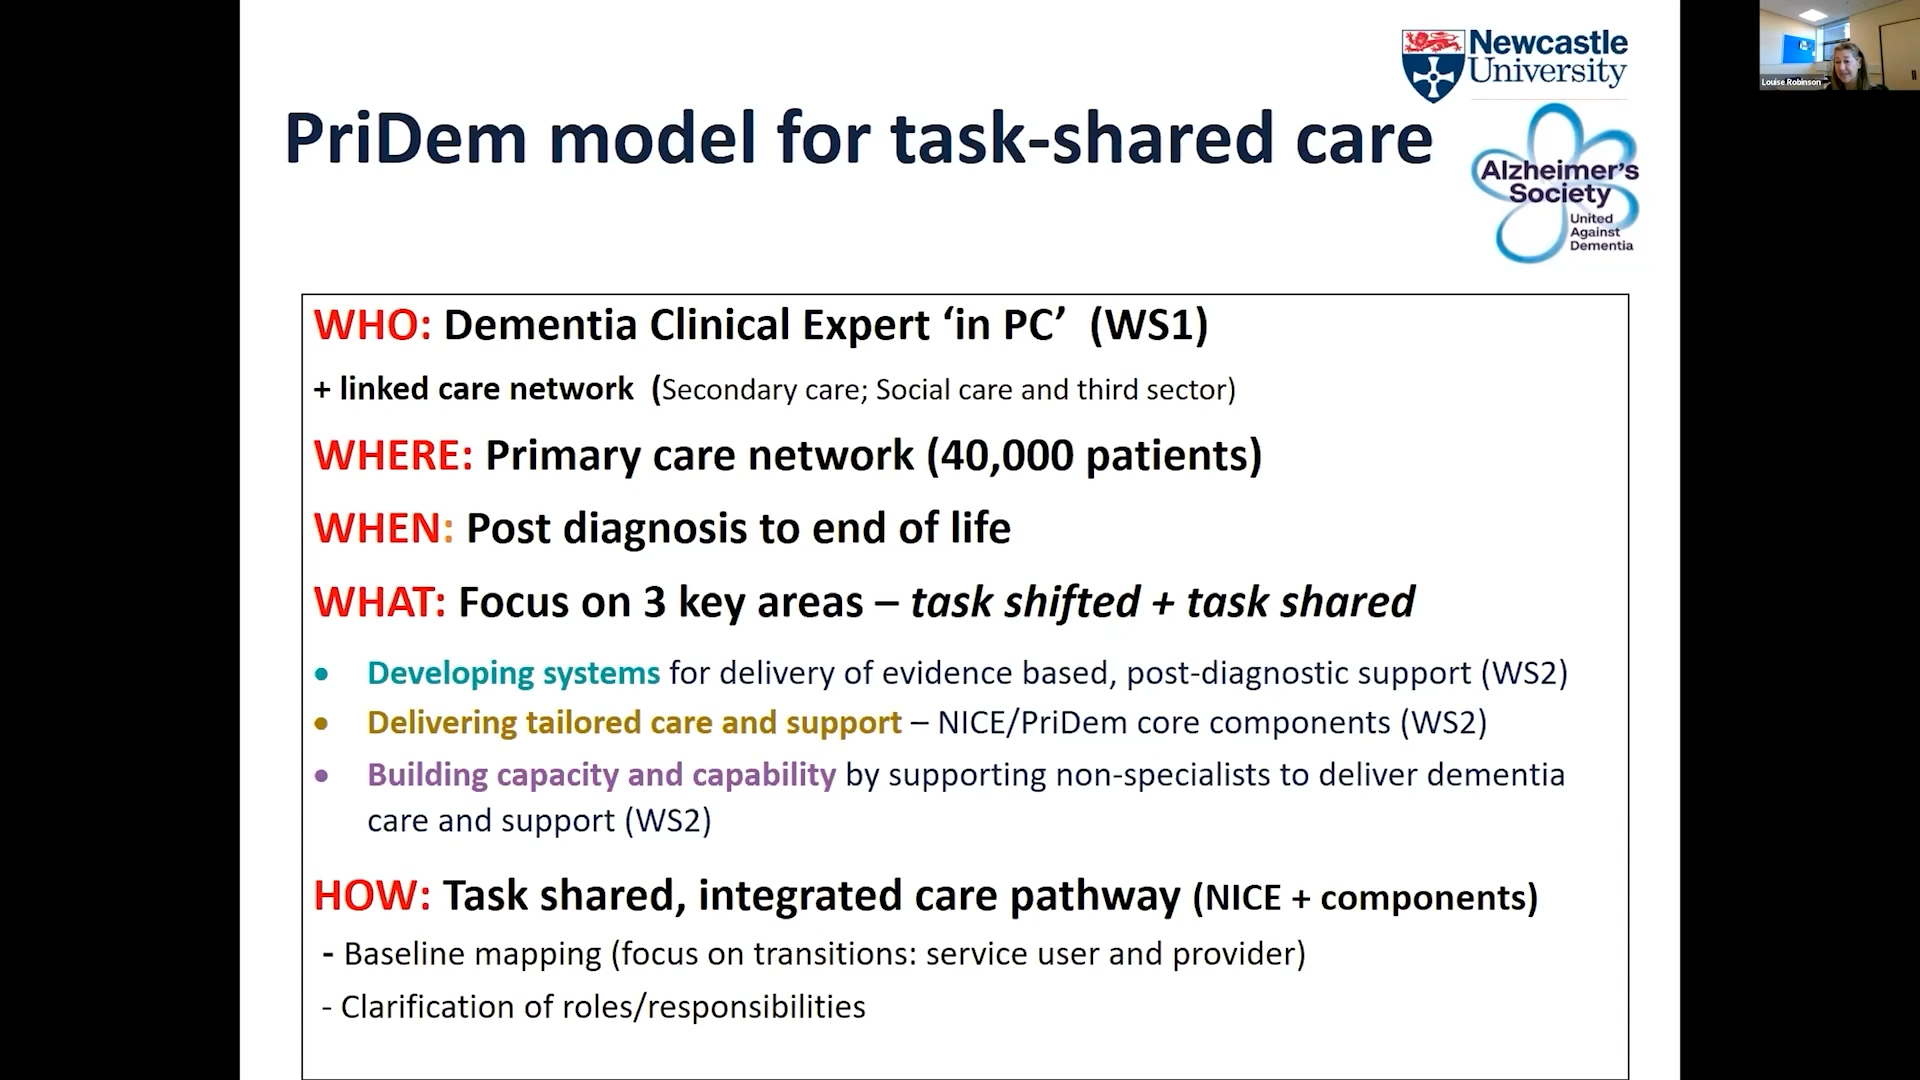 Newcastle
University
Louise Robinson
PriDem model for task-shared care
Alzheimer's
Society
United
Against
Dementia
WHO: Dementia Clinical Expert ‘in PC’ (WS1)
+ linked care network (Secondary care; Social care and third sector)
WHERE: Primary care network (40,000 patients)
WHEN: Post diagnosis to end of life
WHAT: Focus on 3 key areas – task shifted + task shared
• Developing systems for delivery of evidence based, post-diagnostic support (WS2)
• Delivering tailored care and support – NICE/PriDem core components (WS2)
• Building capacity and capability by supporting non-specialists to deliver dementia
care and support (WS2)
HOW: Task shared, integrated care pathway (NICE + components)
- Baseline mapping (focus on transitions: service user and provider)
- Clarification of roles/responsibilities